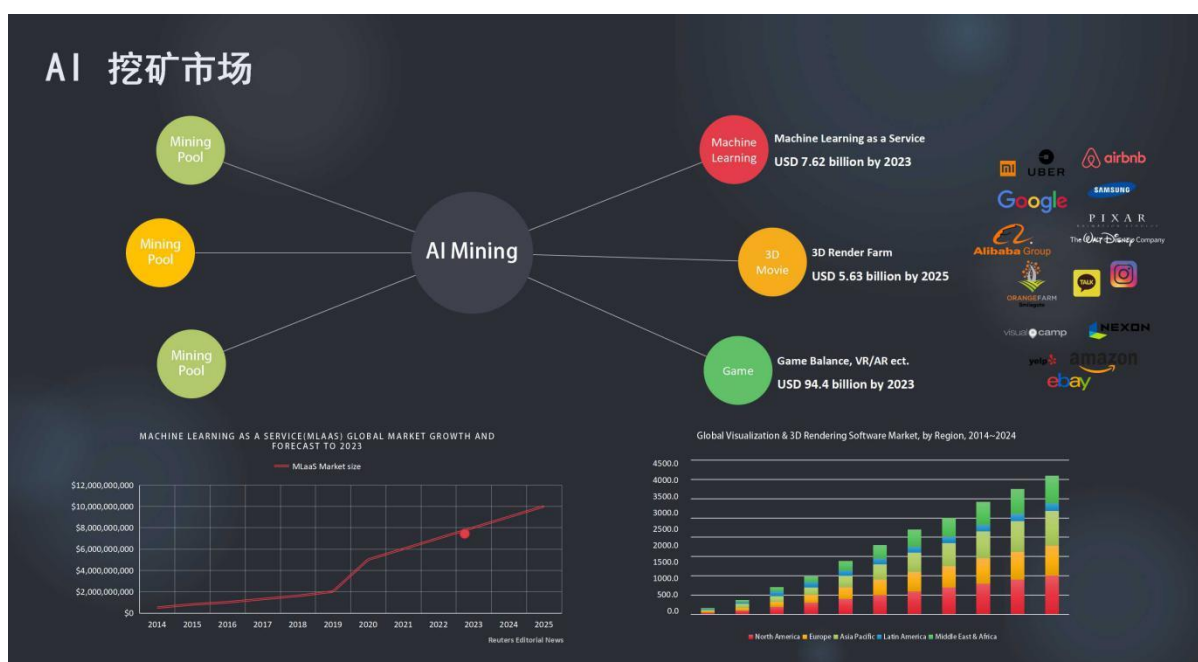 AI 挖矿市场
Mining
Pool
Mining
Pool
Mining
Pool
AI Mining
Machine
Learning
Machine Learning as a Service
USD 7.62 billion by 2023
3D
Movie
3D Render Farm
USD 5.63 billion by 2025
Game
Game Balance, VR/AR ect.
USD 94.4 billion by 2023
mi
UBER
airbnb
Google
SAMSUNG
PIXAR
Alibaba Group
The Walt Disney Company
ORANGEFARM
TALK
visual camp
NEXON
yelp
amazon
ebay
MACHINE LEARNING AS A SERVICE(MLAAS) GLOBAL MARKET GROWTH AND
FORECAST TO 2023
MLaaS Market size
$12,000,000,000
$10,000,000,000
$8,000,000,000
$6,000,000,000
$4,000,000,000
$2,000,000,000
$0
2014 2015 2016 2017 2018 2019 2020 2021 2022 2023 2024 2025
Reuters Editorial News
Global Visualization & 3D Rendering Software Market, by Region, 2014~2024
4500.0
4000.0
3500.0
3000.0
2500.0
2000.0
1500.0
1000.0
500.0
0.0
North America Europe Asia Pacific Latin America Middle East & Africa